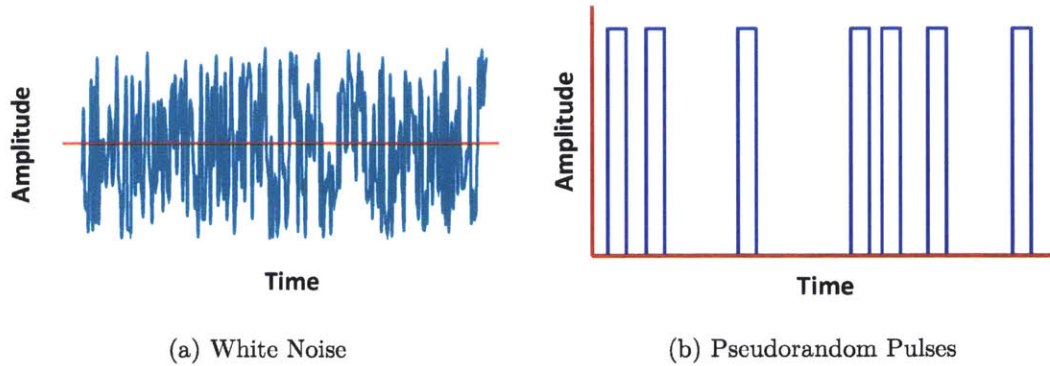 Amplitude
Time
(a) White Noise
Amplitude
Time
(b) Pseudorandom Pulses